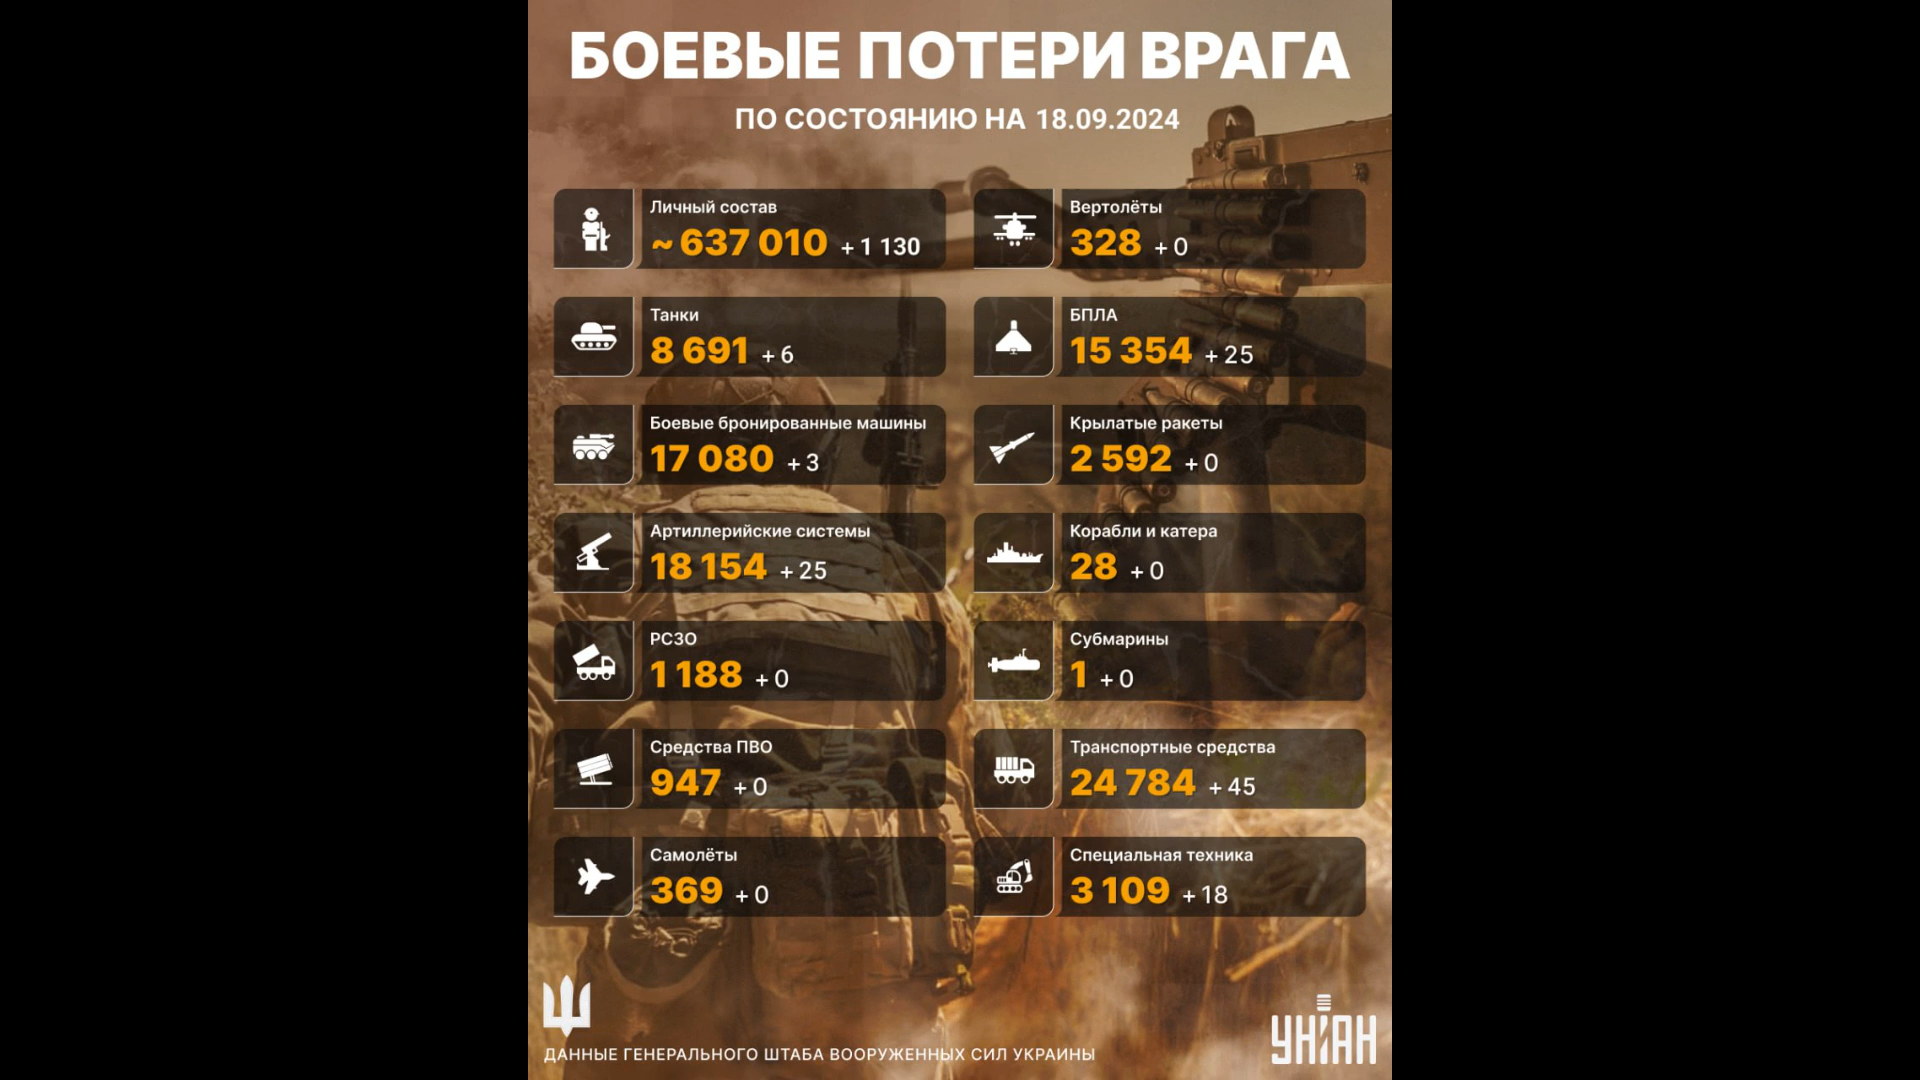 БОЕВЫЕ ПОТЕРИ ВРАГА
ПО СОСТОЯНИЮ НА 18.09.2024
Личный состав
~ 637 010 + 1 130
Танки
8 691 + 6
Боевые бронированные машины
17 080 + 3
Артиллерийские системы
18 154 + 25
РСЗО
1 188 + 0
Средства ПВО
947 + 0
Самолёты
369 + 0
Вертолёты
328 + 0
БПЛА
15 354 + 25
Крылатые ракеты
2 592 + 0
Корабли и катера
28 + 0
Субмарины
1 + 0
Транспортные средства
24 784 + 45
Специальная техника
3 109 + 18
ДАННЫЕ ГЕНЕРАЛЬНОГО ШТАБА ВООРУЖЕННЫХ СИЛ УКРАИНЫ
УНІАН